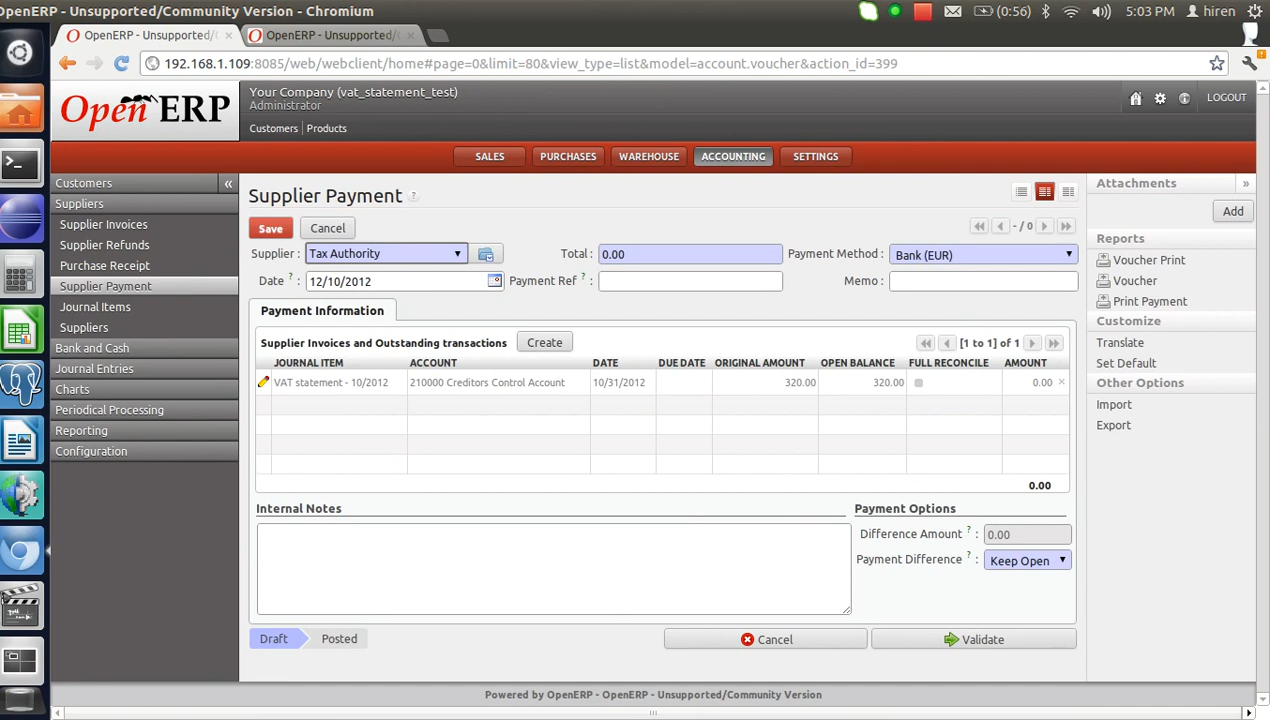 OpenERP - Unsupported/Community Version - Chromium
(0:56) 5:03 PM hiren
OpenERP - Unsupported/C
OpenERP - Unsupported/C
192.168.1.109:8085/web/webclient/home#page=0&limit=80&view_type=list&model=account.voucher&action_id=399
Open ERP
Your Company (vat_statement_test)
Administrator
Customers | Products
LOGOUT
SALES PURCHASES WAREHOUSE ACCOUNTING SETTINGS
Customers «
Suppliers
Supplier Invoices
Supplier Refunds
Purchase Receipt
Supplier Payment
Journal Items
Suppliers
Bank and Cash
Journal Entries
Charts
Periodical Processing
Reporting
Configuration
Supplier Payment ?
Save Cancel
- / 0
Supplier : Tax Authority Total : 0.00 Payment Method : Bank (EUR)
Date ? : 12/10/2012 Payment Ref ? : Memo :
Payment Information
Supplier Invoices and Outstanding transactions Create [1 to 1] of 1
JOURNAL ITEM ACCOUNT DATE DUE DATE ORIGINAL AMOUNT OPEN BALANCE FULL RECONCILE AMOUNT
VAT statement - 10/2012 210000 Creditors Control Account 10/31/2012 320.00 320.00 0.00
0.00
Internal Notes
Payment Options
Difference Amount ? : 0.00
Payment Difference ? : Keep Open
Draft Posted Cancel Validate
Attachments »
Add
Reports
Voucher Print
Voucher
Print Payment
Customize
Translate
Set Default
Other Options
Import
Export
Powered by OpenERP - OpenERP - Unsupported/Community Version